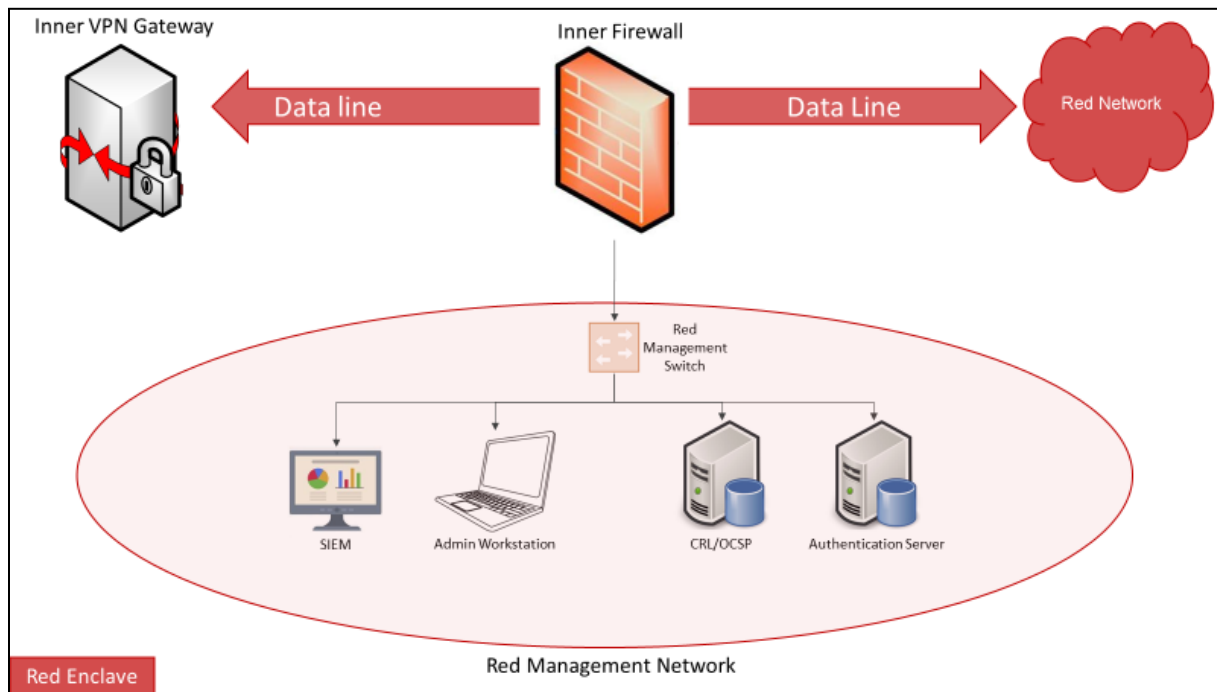 Inner VPN Gateway
Inner Firewall
Data line
Data Line
Red Network
Red
Management
Switch
SIEM
Admin Workstation
CRL/OCSP
Authentication Server
Red Management Network
Red Enclave